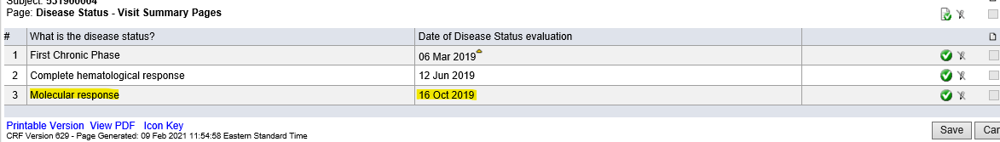 Subject: 531900004
Page: Disease Status - Visit Summary Pages
# What is the disease status? Date of Disease Status evaluation
1 First Chronic Phase 06 Mar 2019
2 Complete hematological response 12 Jun 2019
3 Molecular response 16 Oct 2019
Printable Version View PDF Icon Key
CRF Version 629 - Page Generated: 09 Feb 2021 11:54:58 Eastern Standard Time
Save Can